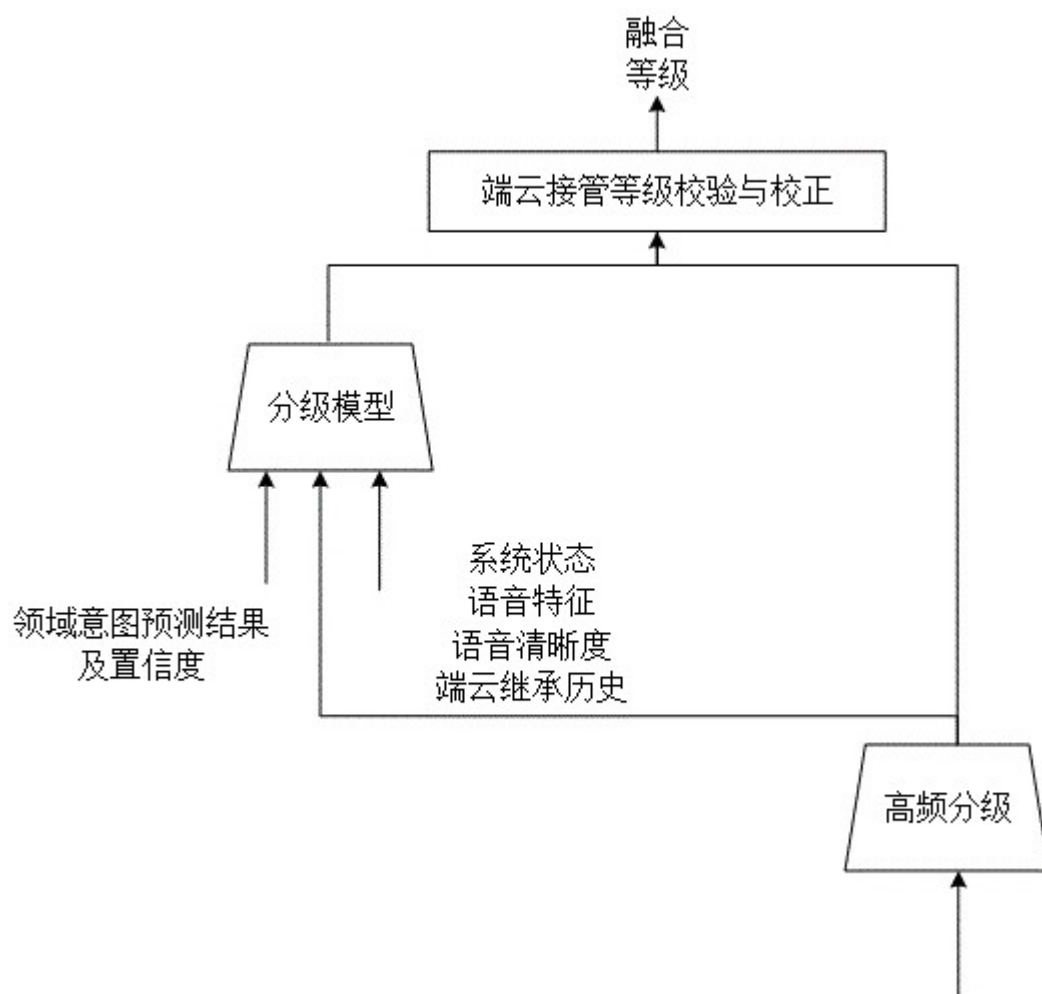 融合
等级
端云接管等级校验与校正
分级模型
系统状态
语音特征
语音清晰度
端云继承历史
领域意图预测结果
及置信度
高频分级